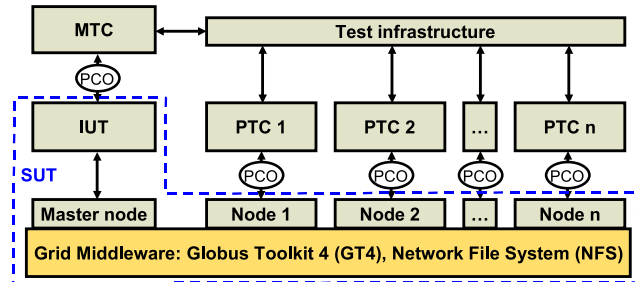 MTC
Test infrastructure
PCO
IUT
PTC 1
PTC 2
...
PTC n
SUT
PCO
PCO
PCO
PCO
Master node
Node 1
Node 2
...
Node n
Grid Middleware: Globus Toolkit 4 (GT4), Network File System (NFS)